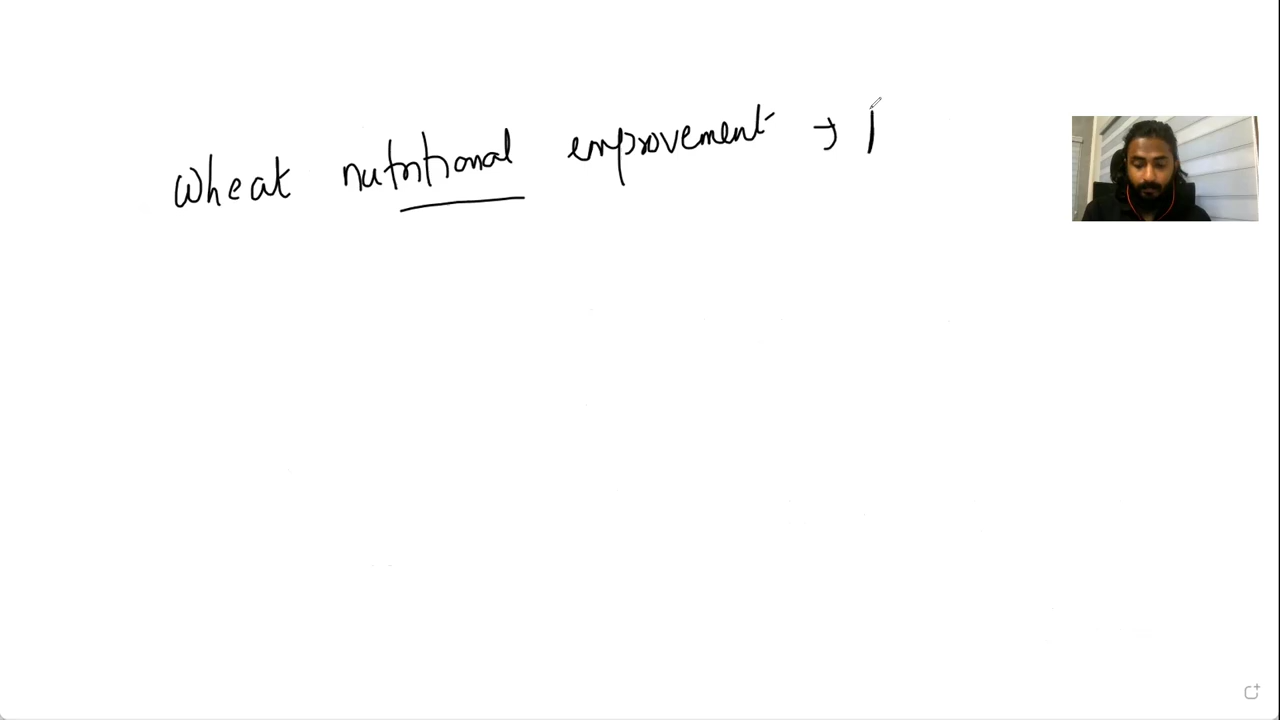 Wheat nutritional emprovement → |